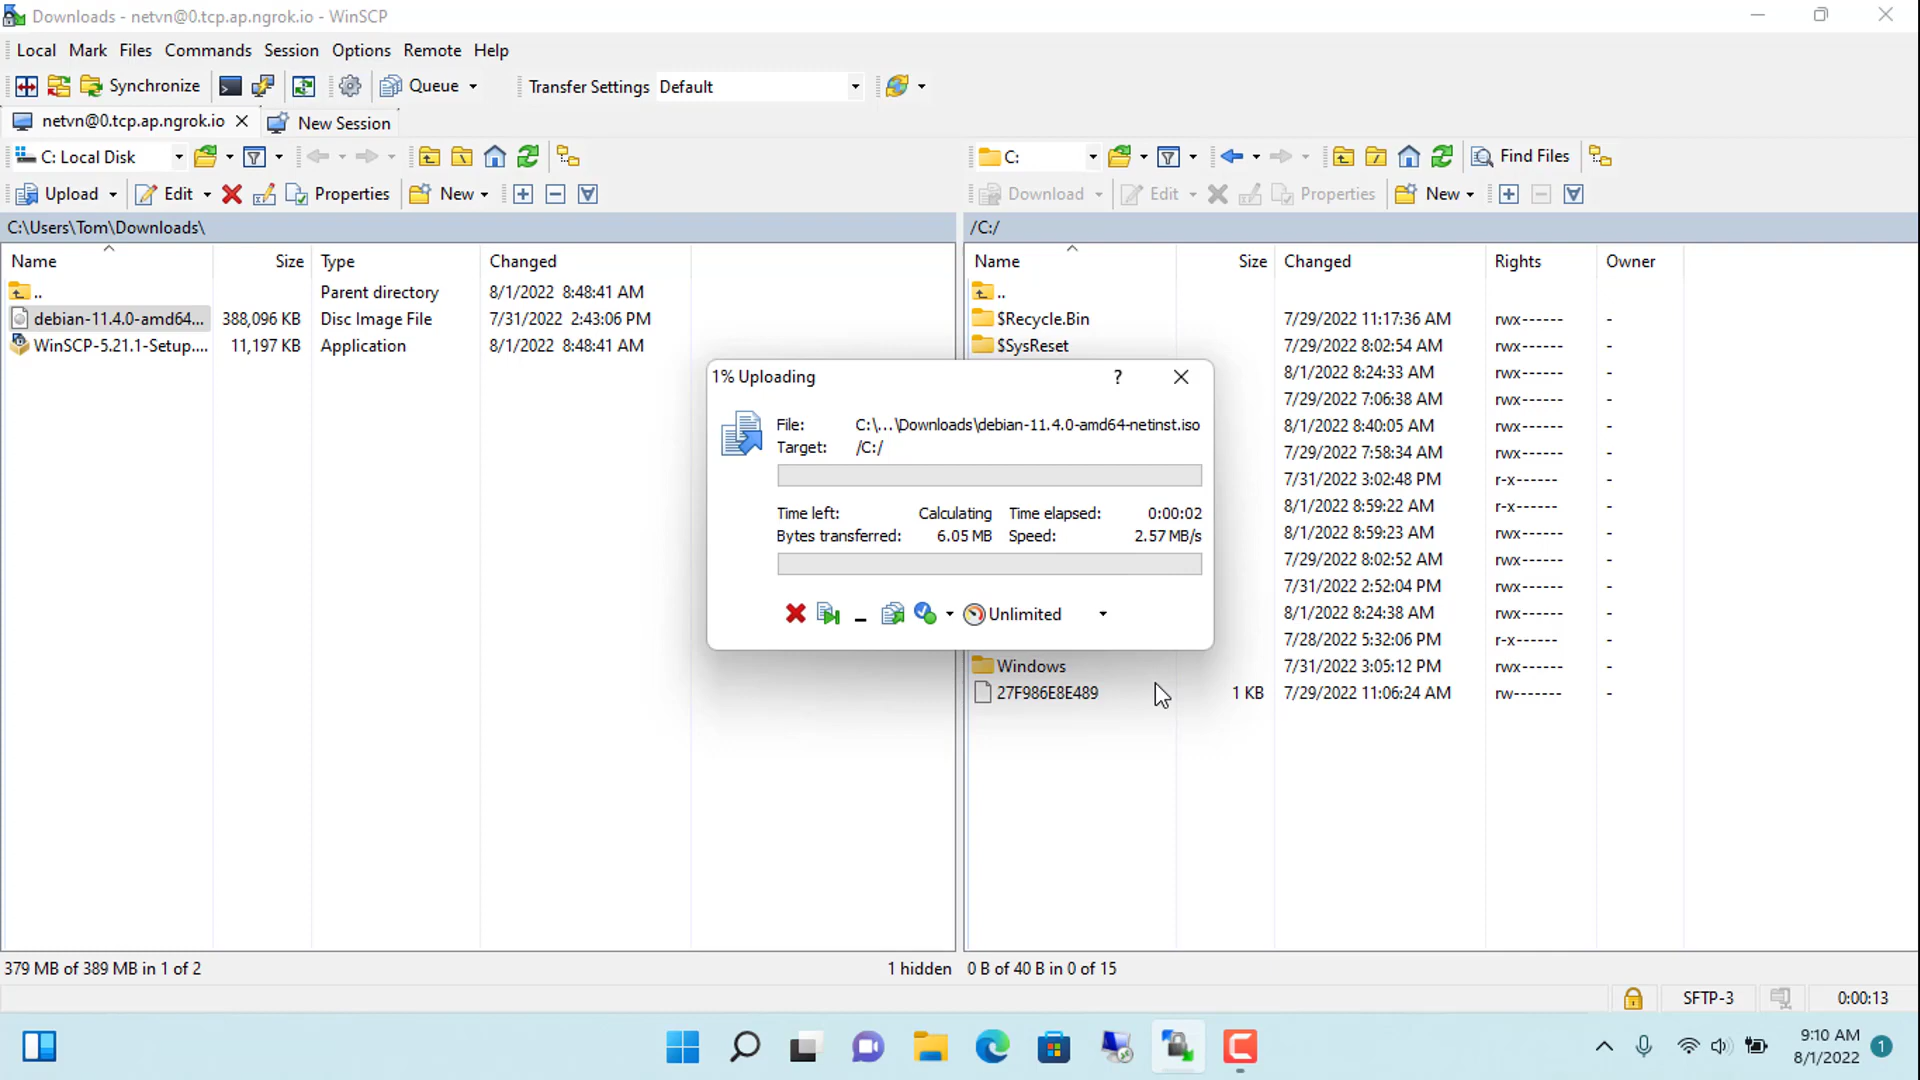 Downloads - netvn@0.tcp.ap.ngrok.io - WinSCP
Local Mark Files Commands Session Options Remote Help
Synchronize Queue Transfer Settings Default
netvn@0.tcp.ap.ngrok.io New Session
C: Local Disk C: Find Files
Upload Edit Properties New Download Edit Properties New
C:\Users\Tom\Downloads\ /C:/
Name Size Type Changed Name Size Changed Rights Owner
.. Parent directory 8/1/2022 8:48:41 AM ..
debian-11.4.0-amd64... 388,096 KB Disc Image File 7/31/2022 2:43:06 PM $Recycle.Bin 7/29/2022 11:17:36 AM rwx------ -
WinSCP-5.21.1-Setup.... 11,197 KB Application 8/1/2022 8:48:41 AM $SysReset 7/29/2022 8:02:54 AM rwx------ -
8/1/2022 8:24:33 AM rwx------ -
7/29/2022 7:06:38 AM rwx------ -
8/1/2022 8:40:05 AM rwx------ -
7/29/2022 7:58:34 AM rwx------ -
7/31/2022 3:02:48 PM r-x------ -
8/1/2022 8:59:22 AM r-x------ -
8/1/2022 8:59:23 AM rwx------ -
7/29/2022 8:02:52 AM rwx------ -
7/31/2022 2:52:04 PM rwx------ -
8/1/2022 8:24:38 AM rwx------ -
7/28/2022 5:32:06 PM r-x------ -
Windows 7/31/2022 3:05:12 PM rwx------ -
27F986E8E489 1 KB 7/29/2022 11:06:24 AM rw------- -
1% Uploading ?
File: C:\...\Downloads\debian-11.4.0-amd64-netinst.iso
Target: /C:/
Time left: Calculating Time elapsed: 0:00:02
Bytes transferred: 6.05 MB Speed: 2.57 MB/s
Unlimited
379 MB of 389 MB in 1 of 2 1 hidden 0 B of 40 B in 0 of 15
SFTP-3 0:00:13
9:10 AM
8/1/2022 1